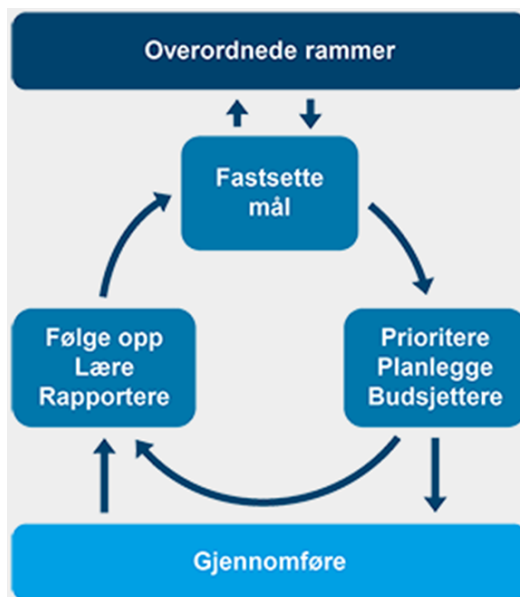 Overordnede rammer
Fastsette
mål
Følge opp
Lære
Rapportere
Prioritere
Planlegge
Budsjettere
Gjennomføre